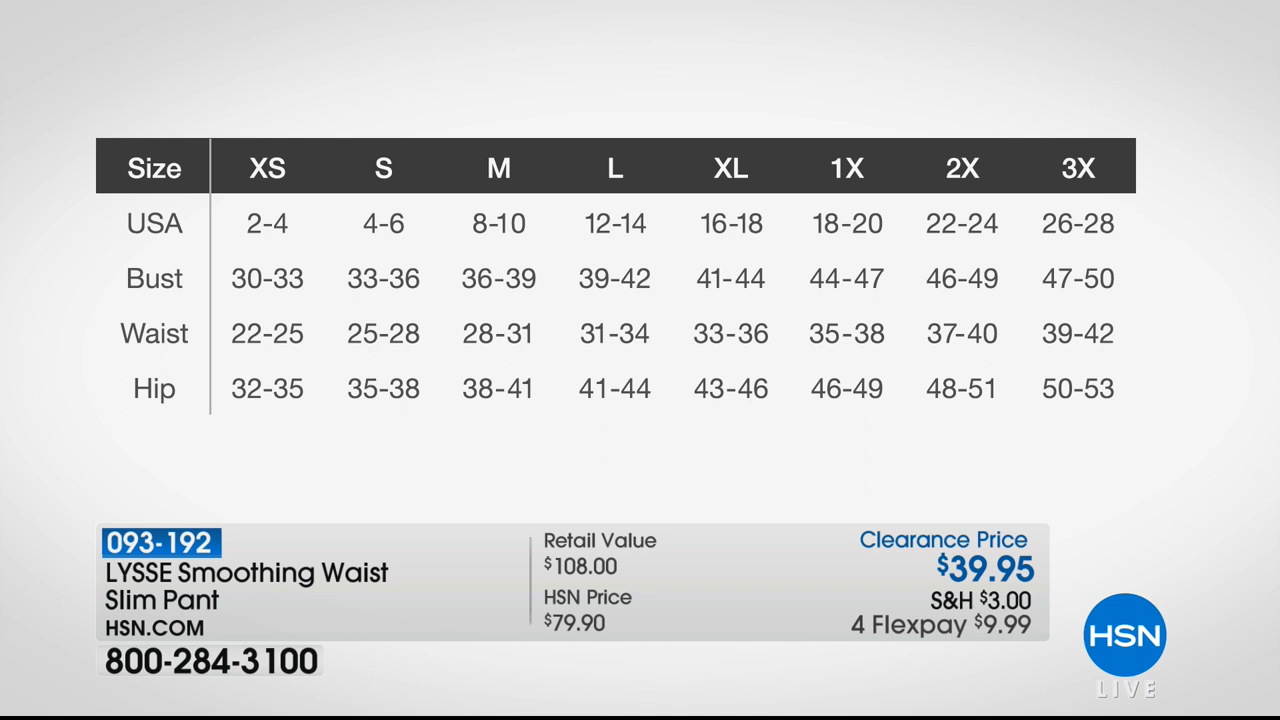 Size XS S M L XL 1X 2X 3X
USA 2-4 4-6 8-10 12-14 16-18 18-20 22-24 26-28
Bust 30-33 33-36 36-39 39-42 41-44 44-47 46-49 47-50
Waist 22-25 25-28 28-31 31-34 33-36 35-38 37-40 39-42
Hip 32-35 35-38 38-41 41-44 43-46 46-49 48-51 50-53
093-192
LYSSE Smoothing Waist
Slim Pant
HSN.COM
800-284-3100
Retail Value
$108.00
HSN Price
$79.90
Clearance Price
$39.95
S&H $3.00
4 Flexpay $9.99
HSN
LIVE